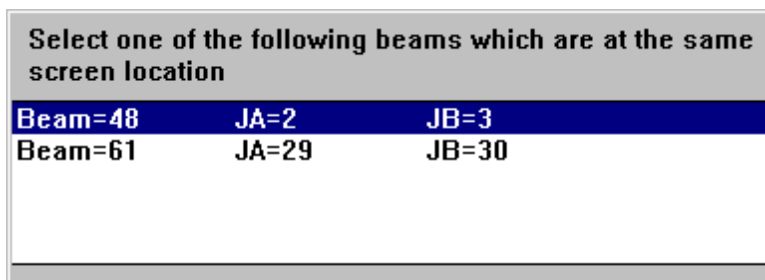 Select one of the following beams which are at the same
screen location
Beam=48 JA=2 JB=3
Beam=61 JA=29 JB=30